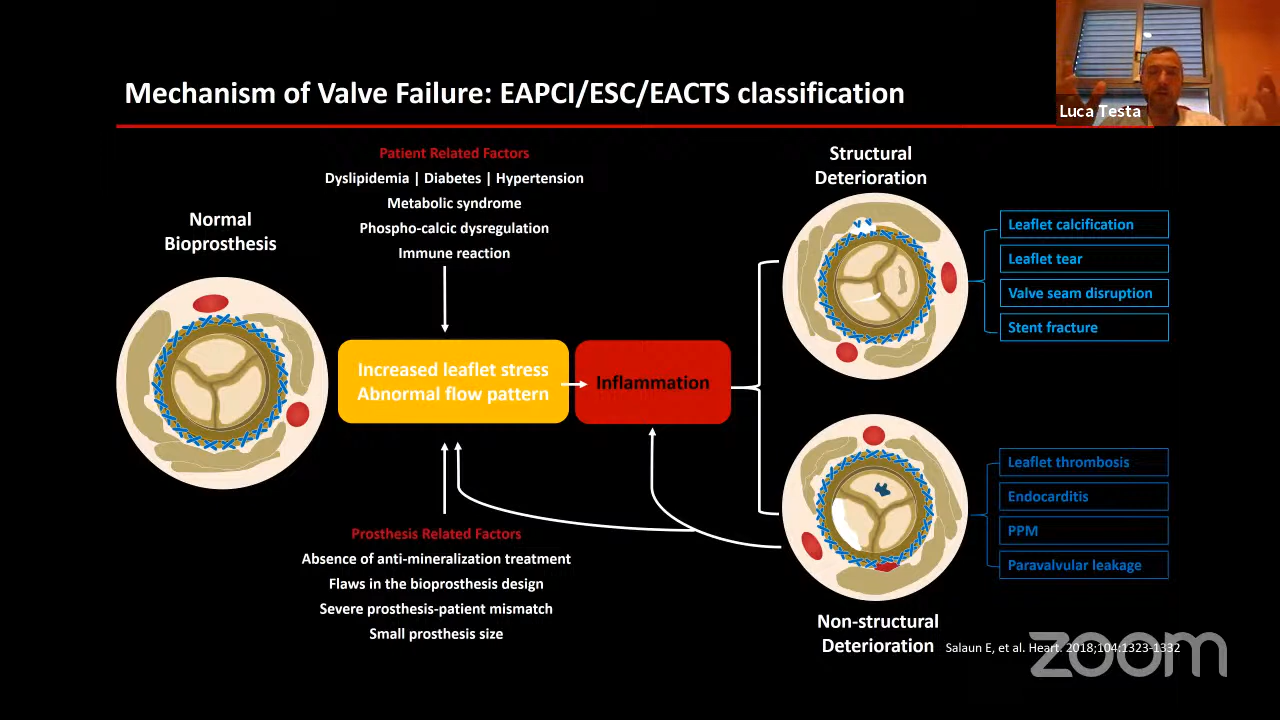 Luca Testa
Mechanism of Valve Failure: EAPCI/ESC/EACTS classification
Patient Related Factors
Dyslipidemia | Diabetes | Hypertension
Metabolic syndrome
Phospho-calcic dysregulation
Immune reaction
Normal
Bioprosthesis
Increased leaflet stress
Abnormal flow pattern
Inflammation
Prosthesis Related Factors
Absence of anti-mineralization treatment
Flaws in the bioprosthesis design
Severe prosthesis-patient mismatch
Small prosthesis size
Structural
Deterioration
Leaflet calcification
Leaflet tear
Valve seam disruption
Stent fracture
Leaflet thrombosis
Endocarditis
PPM
Paravalvular leakage
Non-structural
Deterioration
Salaun E, et al. Heart. 2018;104:1323-1332
zoom